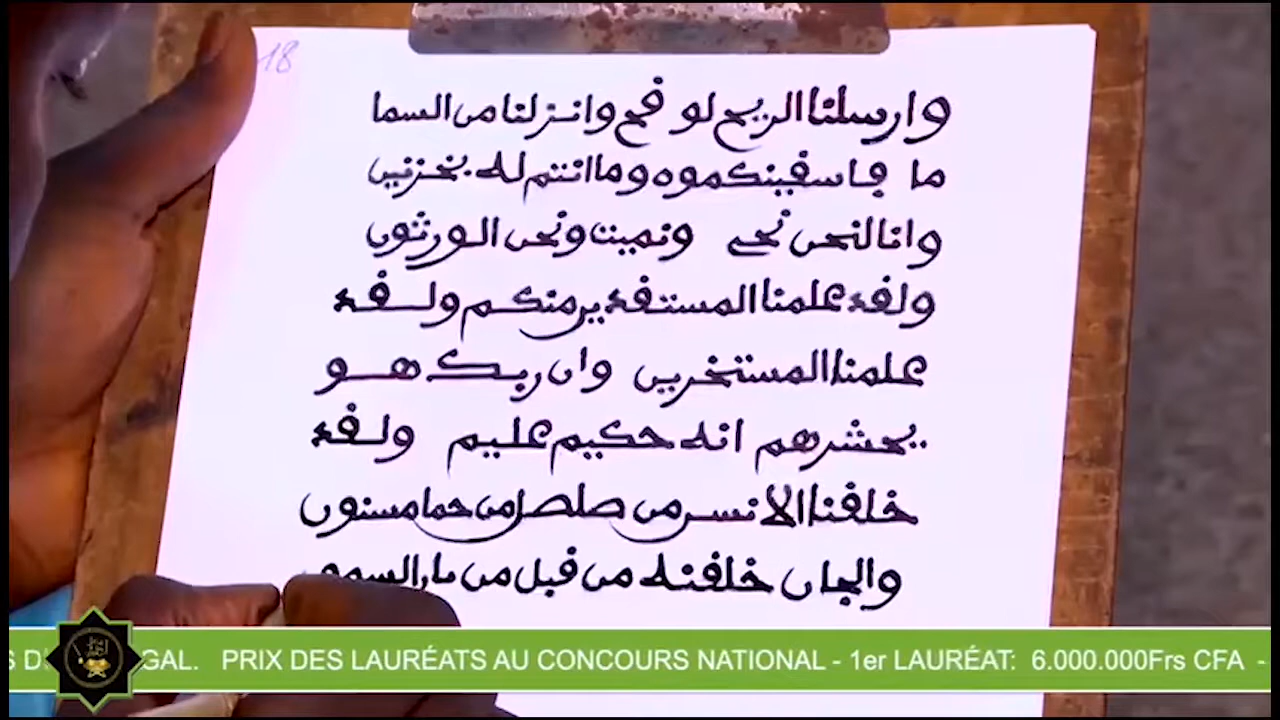 18
وارسلنا الريح لوفح وانزلنا من السما
ما فاسفينكموه وما انتم له بخزنين
وانا لنحن نحے ونميت ونحن الورثون
ولفد علمنا المستفدمين منكم ولفد
علمنا المستخرين وان ربك هو
يحشرهم انه حكيم عليم ولفد
خلفنا الانسن من صلصل من حما مسنون
والجان خلفنه من فبل من نار السموم
GAL. PRIX DES LAURÉATS AU CONCOURS NATIONAL - 1er LAURÉAT: 6.000.000Frs CFA -